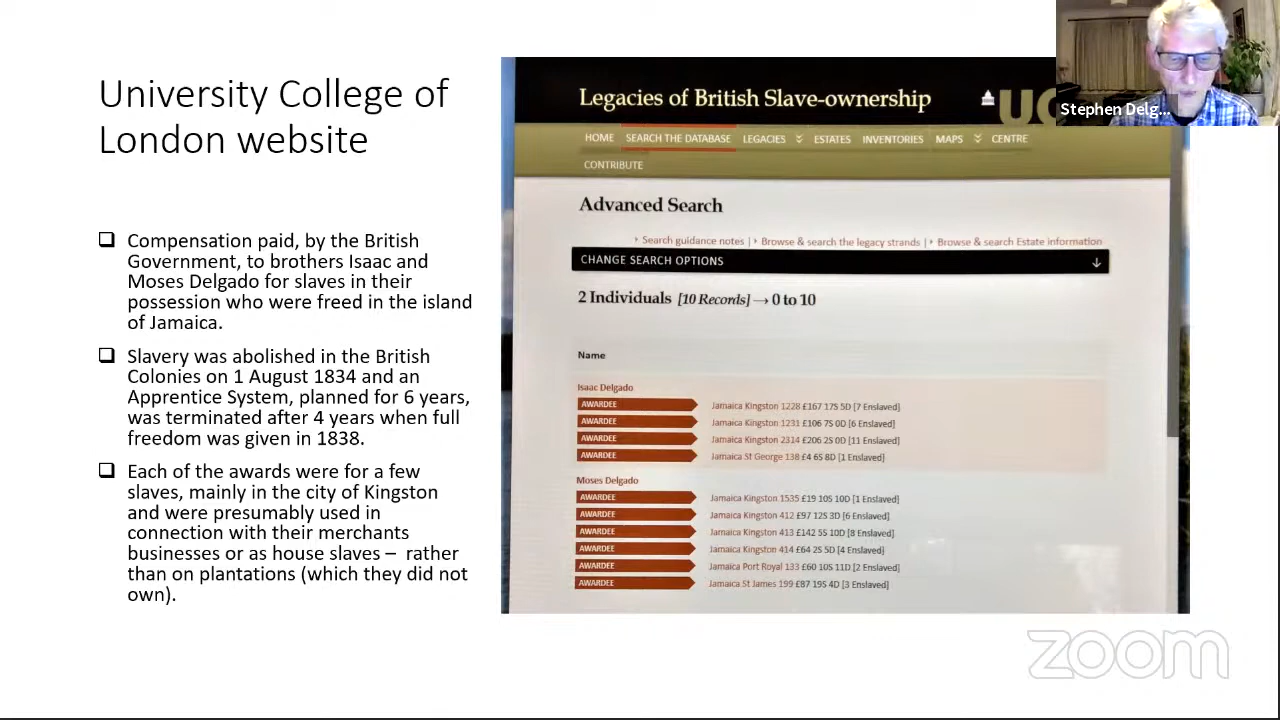 University College of
London website
❑ Compensation paid, by the British
Government, to brothers Isaac and
Moses Delgado for slaves in their
possession who were freed in the island
of Jamaica.
❑ Slavery was abolished in the British
Colonies on 1 August 1834 and an
Apprentice System, planned for 6 years,
was terminated after 4 years when full
freedom was given in 1838.
❑ Each of the awards were for a few
slaves, mainly in the city of Kingston
and were presumably used in
connection with their merchants
businesses or as house slaves – rather
than on plantations (which they did not
own).
Legacies of British Slave-ownership
HOME SEARCH THE DATABASE LEGACIES ESTATES INVENTORIES MAPS CENTRE
CONTRIBUTE
Advanced Search
Search guidance notes | Browse & search the legacy strands | Browse & search Estate information
CHANGE SEARCH OPTIONS
2 Individuals [10 Records] → 0 to 10
Name
Isaac Delgado
AWARDEE Jamaica Kingston 1228 £167 17S 5D [7 Enslaved]
AWARDEE Jamaica Kingston 1231 £106 7S 0D [6 Enslaved]
AWARDEE Jamaica Kingston 2314 £206 2S 0D [11 Enslaved]
AWARDEE Jamaica St George 138 £4 6S 8D [1 Enslaved]
Moses Delgado
AWARDEE Jamaica Kingston 1535 £19 10S 10D [1 Enslaved]
AWARDEE Jamaica Kingston 412 £97 12S 3D [6 Enslaved]
AWARDEE Jamaica Kingston 413 £142 5S 10D [8 Enslaved]
AWARDEE Jamaica Kingston 414 £64 2S 5D [4 Enslaved]
AWARDEE Jamaica Port Royal 133 £60 10S 11D [2 Enslaved]
AWARDEE Jamaica St James 199 £87 19S 4D [3 Enslaved]
Stephen Delg...
zoom